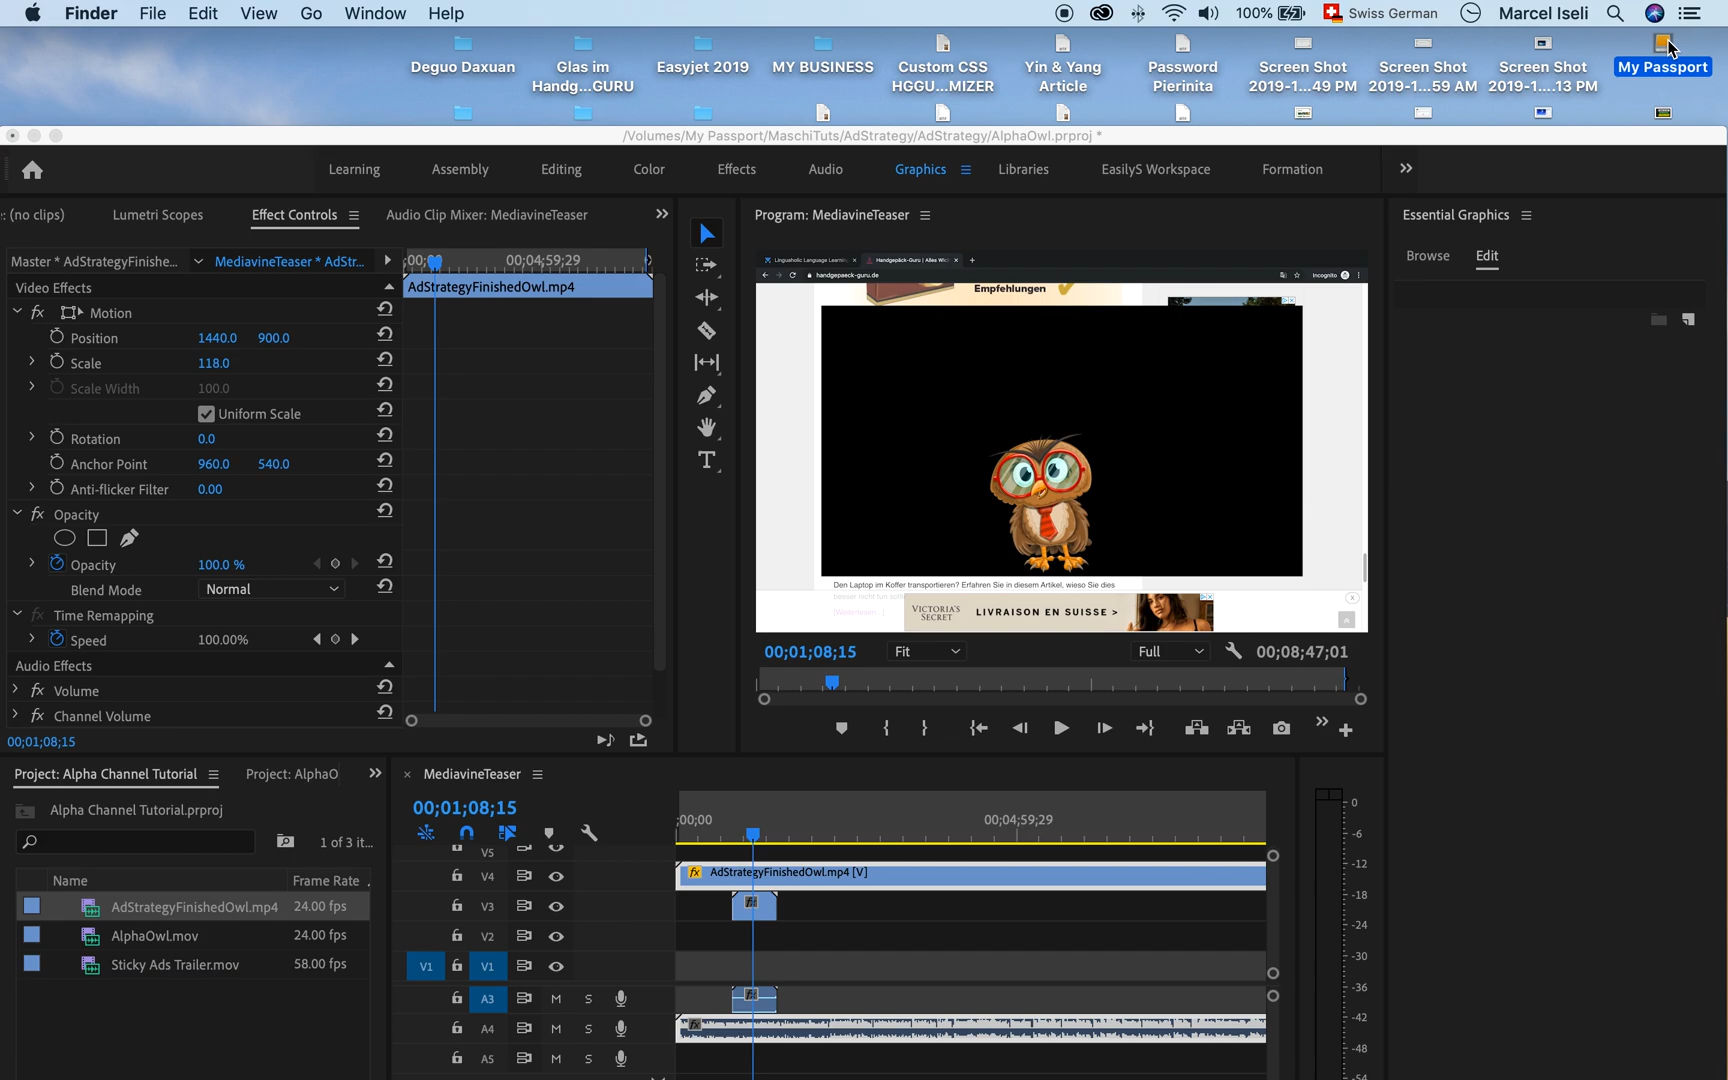 Finder File Edit View Go Window Help 100% Swiss German Marcel Iseli
Deguo Daxuan Glas im Easyjet 2019 MY BUSINESS Custom CSS Yin & Yang Password Screen Shot Screen Shot Screen Shot My Passport
Handg...GURU HGGU...MIZER Article Pierinita 2019-1...49 PM 2019-1...59 AM 2019-1....13 PM
/Volumes/My Passport/MaschiTuts/AdStrategy/AdStrategy/AlphaOwl.prproj *
Learning Assembly Editing Color Effects Audio Graphics Libraries EasilyS Workspace Formation
: (no clips) Lumetri Scopes Effect Controls Audio Clip Mixer: MediavineTeaser
Program: MediavineTeaser
Essential Graphics
Browse Edit
Master * AdStrategyFinishe... MediavineTeaser * AdStr... 00;04;59;29
Video Effects AdStrategyFinishedOwl.mp4
fx Motion
Position 1440.0 900.0
Scale 118.0
Scale Width 100.0
Uniform Scale
Rotation 0.0
Anchor Point 960.0 540.0
Anti-flicker Filter 0.00
fx Opacity
Opacity 100.0 %
Blend Mode Normal
fx Time Remapping
Speed 100.00%
Audio Effects
fx Volume
fx Channel Volume
00;01;08;15
Linguaholic Language Learnin Handgepäck-Guru | Alles Wic
handgepaeck-guru.de Incognito
Empfehlungen
Den Laptop im Koffer transportieren? Erfahren Sie in diesem Artikel, wieso Sie dies
besser nicht tun
[Weiterlesen...]
VICTORIA'S
SECRET
LIVRAISON EN SUISSE >
00;01;08;15 Fit Full 00;08;47;01
Project: Alpha Channel Tutorial Project: AlphaO
Alpha Channel Tutorial.prproj
1 of 3 it...
Name Frame Rate
AdStrategyFinishedOwl.mp4 24.00 fps
AlphaOwl.mov 24.00 fps
Sticky Ads Trailer.mov 58.00 fps
× MediavineTeaser
00;01;08;15
;00;00 00;04;59;29
V5
V4 fx AdStrategyFinishedOwl.mp4 [V]
V3 fx
V2
V1 V1
A3 M S fx
A4 M S fx
A5 M S
0
-6
-12
-18
-24
-30
-36
-42
-48
-54